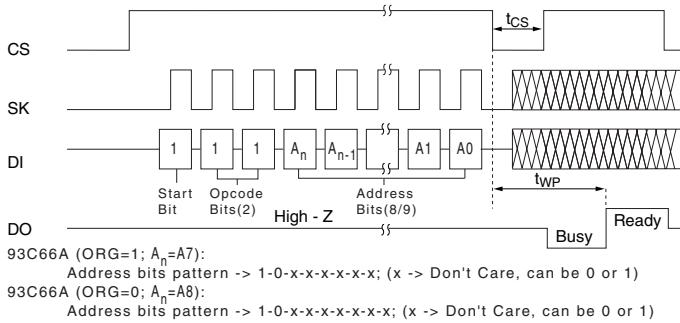 tCS
CS
SK
DI
1 1 1 An An-1 A1 A0
tWP
Start Bit
Opcode Bits(2)
Address Bits(8/9)
High - Z
DO
Busy
Ready
93C66A (ORG=1; An=A7):
Address bits pattern -> 1-0-x-x-x-x-x-x; (x -> Don't Care, can be 0 or 1)
93C66A (ORG=0; An=A8):
Address bits pattern -> 1-0-x-x-x-x-x-x; (x -> Don't Care, can be 0 or 1)